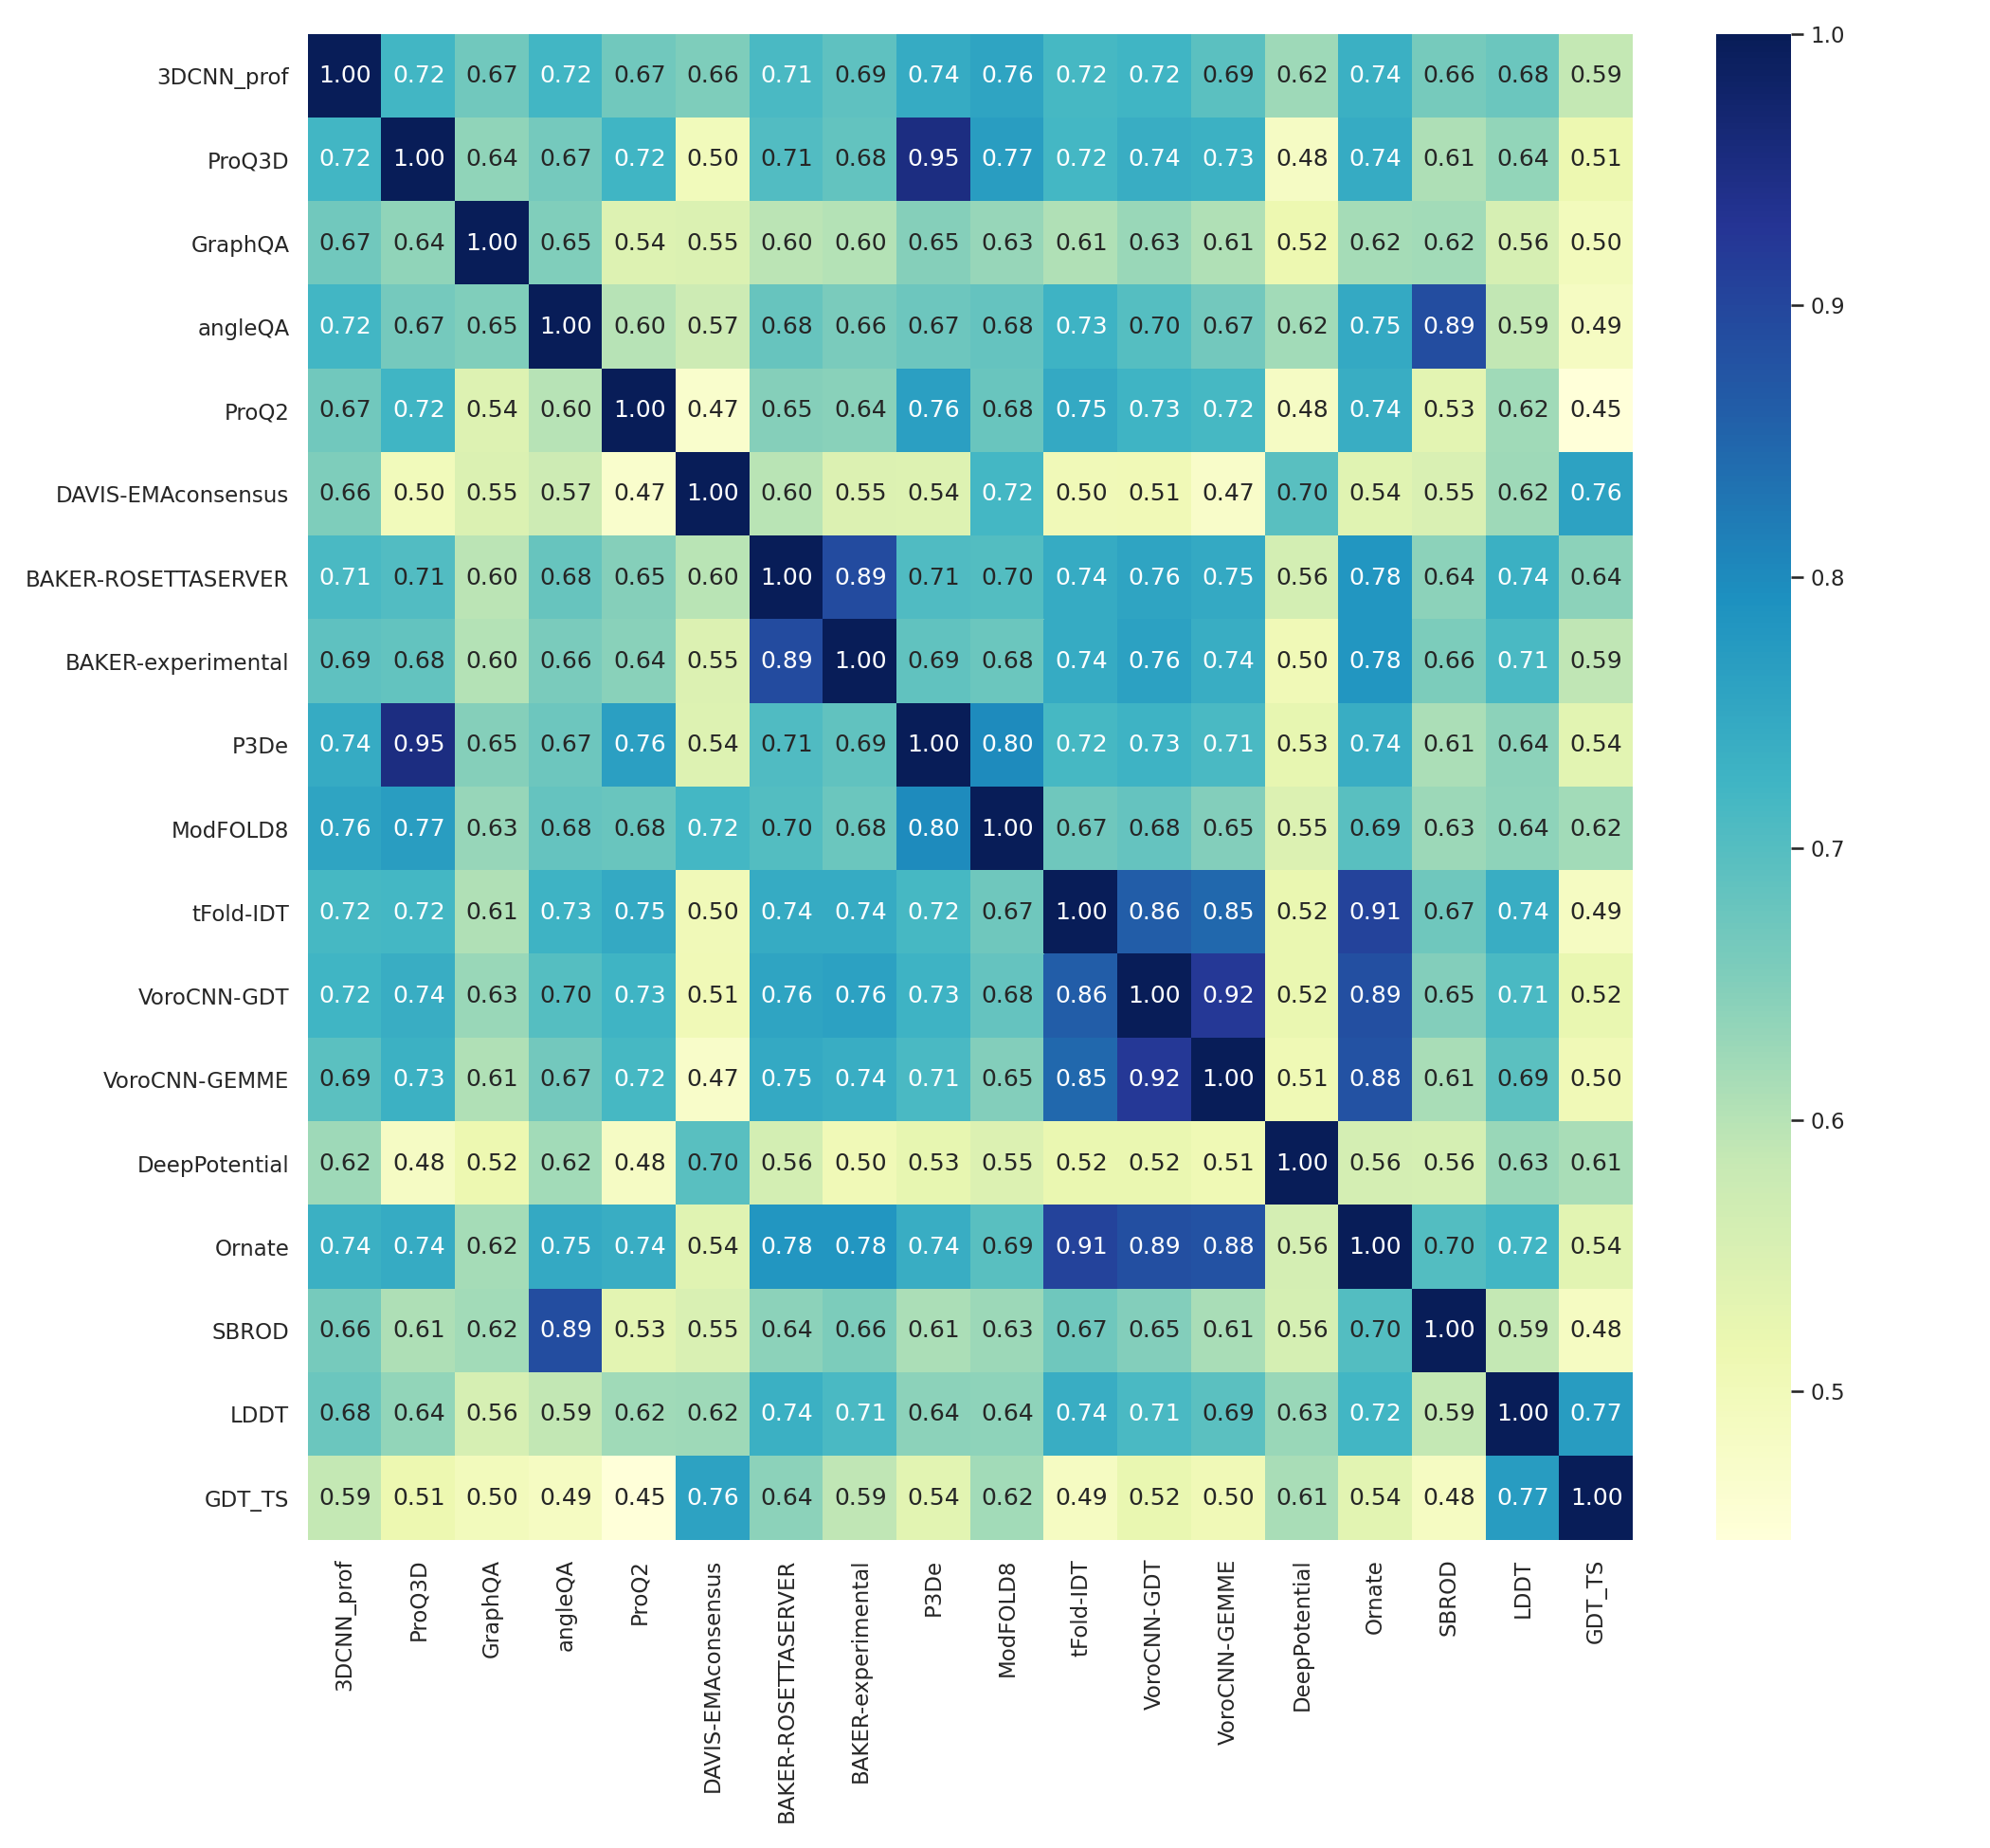 3DCNN_prof 1.00 0.72 0.67 0.72 0.67 0.66 0.71 0.69 0.74 0.76 0.72 0.72 0.69 0.62 0.74 0.66 0.68 0.59
ProQ3D 0.72 1.00 0.64 0.67 0.72 0.50 0.71 0.68 0.95 0.77 0.72 0.74 0.73 0.48 0.74 0.61 0.64 0.51
GraphQA 0.67 0.64 1.00 0.65 0.54 0.55 0.60 0.60 0.65 0.63 0.61 0.63 0.61 0.52 0.62 0.62 0.56 0.50
angleQA 0.72 0.67 0.65 1.00 0.60 0.57 0.68 0.66 0.67 0.68 0.73 0.70 0.67 0.62 0.75 0.89 0.59 0.49
ProQ2 0.67 0.72 0.54 0.60 1.00 0.47 0.65 0.64 0.76 0.68 0.75 0.73 0.72 0.48 0.74 0.53 0.62 0.45
DAVIS-EMAconsensus 0.66 0.50 0.55 0.57 0.47 1.00 0.60 0.55 0.54 0.72 0.50 0.51 0.47 0.70 0.54 0.55 0.62 0.76
BAKER-ROSETTASERVER 0.71 0.71 0.60 0.68 0.65 0.60 1.00 0.89 0.71 0.70 0.74 0.76 0.75 0.56 0.78 0.64 0.74 0.64
BAKER-experimental 0.69 0.68 0.60 0.66 0.64 0.55 0.89 1.00 0.69 0.68 0.74 0.76 0.74 0.50 0.78 0.66 0.71 0.59
P3De 0.74 0.95 0.65 0.67 0.76 0.54 0.71 0.69 1.00 0.80 0.72 0.73 0.71 0.53 0.74 0.61 0.64 0.54
ModFOLD8 0.76 0.77 0.63 0.68 0.68 0.72 0.70 0.68 0.80 1.00 0.67 0.68 0.65 0.55 0.69 0.63 0.64 0.62
tFold-IDT 0.72 0.72 0.61 0.73 0.75 0.50 0.74 0.74 0.72 0.67 1.00 0.86 0.85 0.52 0.91 0.67 0.74 0.49
VoroCNN-GDT 0.72 0.74 0.63 0.70 0.73 0.51 0.76 0.76 0.73 0.68 0.86 1.00 0.92 0.52 0.89 0.65 0.71 0.52
VoroCNN-GEMME 0.69 0.73 0.61 0.67 0.72 0.47 0.75 0.74 0.71 0.65 0.85 0.92 1.00 0.51 0.88 0.61 0.69 0.50
DeepPotential 0.62 0.48 0.52 0.62 0.48 0.70 0.56 0.50 0.53 0.55 0.52 0.52 0.51 1.00 0.56 0.56 0.63 0.61
Ornate 0.74 0.74 0.62 0.75 0.74 0.54 0.78 0.78 0.74 0.69 0.91 0.89 0.88 0.56 1.00 0.70 0.72 0.54
SBROD 0.66 0.61 0.62 0.89 0.53 0.55 0.64 0.66 0.61 0.63 0.67 0.65 0.61 0.56 0.70 1.00 0.59 0.48
LDDT 0.68 0.64 0.56 0.59 0.62 0.62 0.74 0.71 0.64 0.64 0.74 0.71 0.69 0.63 0.72 0.59 1.00 0.77
GDT_TS 0.59 0.51 0.50 0.49 0.45 0.76 0.64 0.59 0.54 0.62 0.49 0.52 0.50 0.61 0.54 0.48 0.77 1.00
3DCNN_prof
ProQ3D
GraphQA
angleQA
ProQ2
DAVIS-EMAconsensus
BAKER-ROSETTASERVER
BAKER-experimental
P3De
ModFOLD8
tFold-IDT
VoroCNN-GDT
VoroCNN-GEMME
DeepPotential
Ornate
SBROD
LDDT
GDT_TS
1.0
0.9
0.8
0.7
0.6
0.5